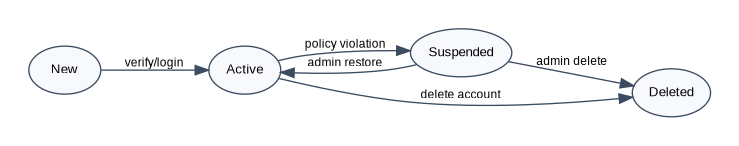 New
verify/login
Active
policy violation
admin restore
Suspended
admin delete
delete account
Deleted